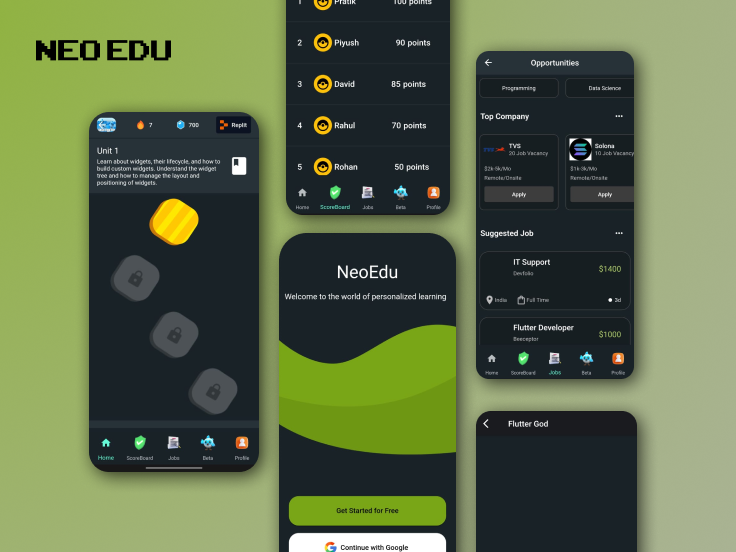 NEO EDU
7
700
Replit
Unit 1
Learn about widgets, their lifecycle, and how to
build custom widgets. Understand the widget
tree and how to manage the layout and
positioning of widgets.
Home
ScoreBoard
Jobs
Beta
Profile
1 Pratik 100 points
2 Piyush 90 points
3 David 85 points
4 Rahul 70 points
5 Rohan 50 points
Home
ScoreBoard
Jobs
Beta
Profile
NeoEdu
Welcome to the world of personalized learning
Get Started for Free
Continue with Google
Opportunities
Programming
Data Science
Top Company
TVS
20 Job Vacancy
Remote/Onsite
Apply
Solona
10 Job Vacancy
Remote/Onsite
Apply
Suggested Job
IT Support
Devfolio
$1400
India
Full Time
3d
Flutter Developer
Beeceptor
$1000
Home
ScoreBoard
Jobs
Beta
Profile
Flutter God